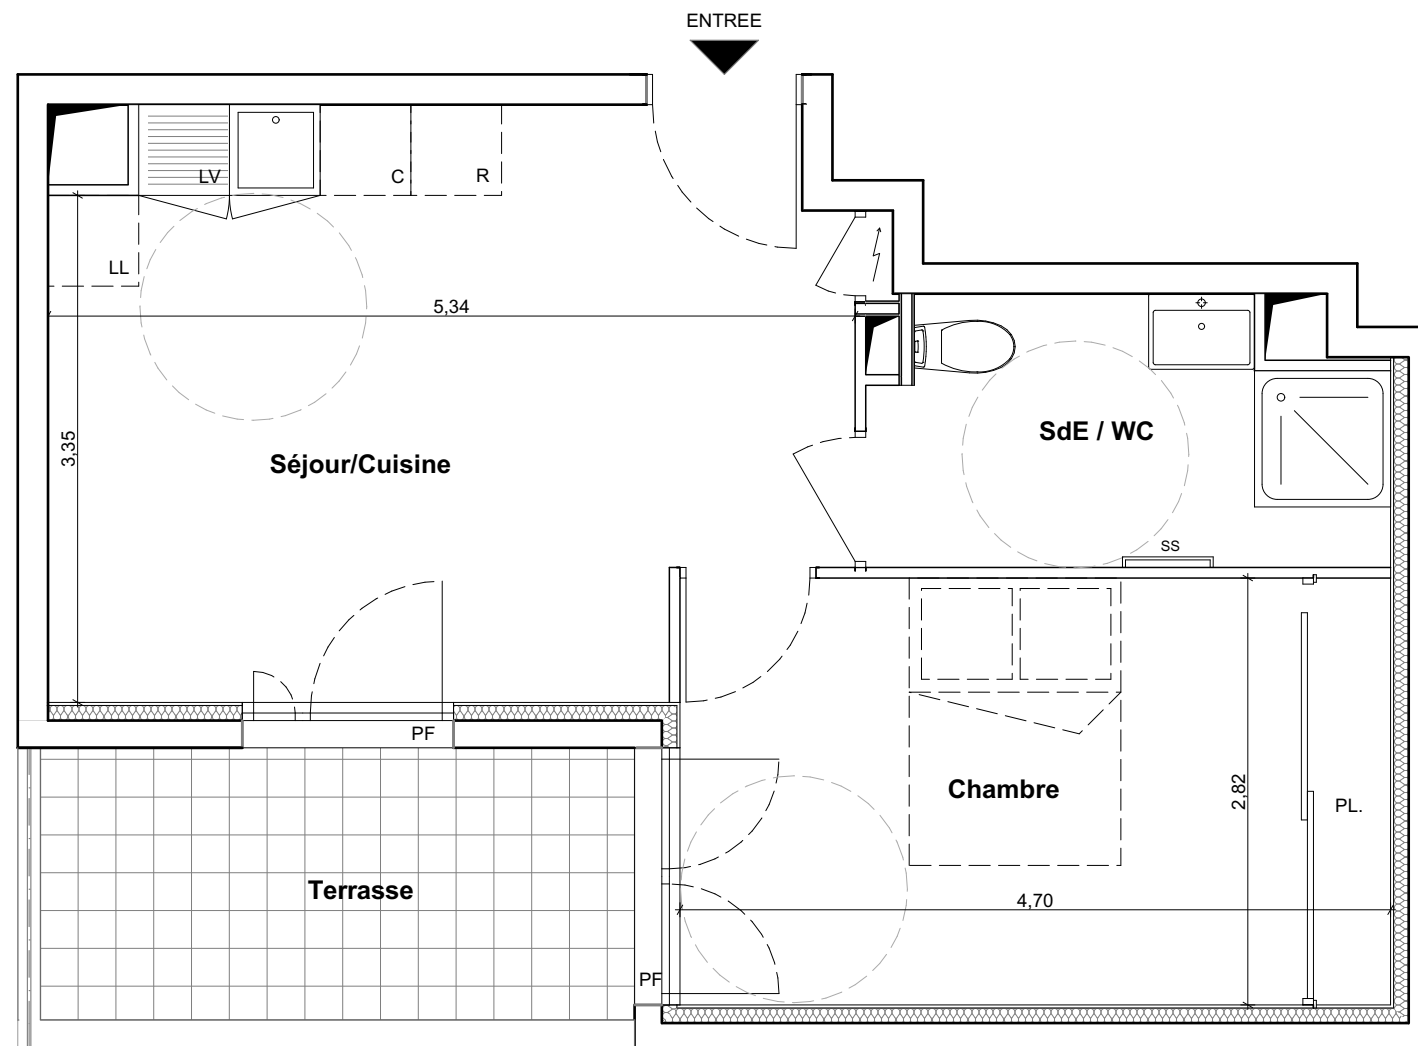 ENTREE
LV
C
R
LL
5,34
3,35
Séjour/Cuisine
SdE / WC
SS
PF
Chambre
2,82
PL.
Terrasse
4,70
PF